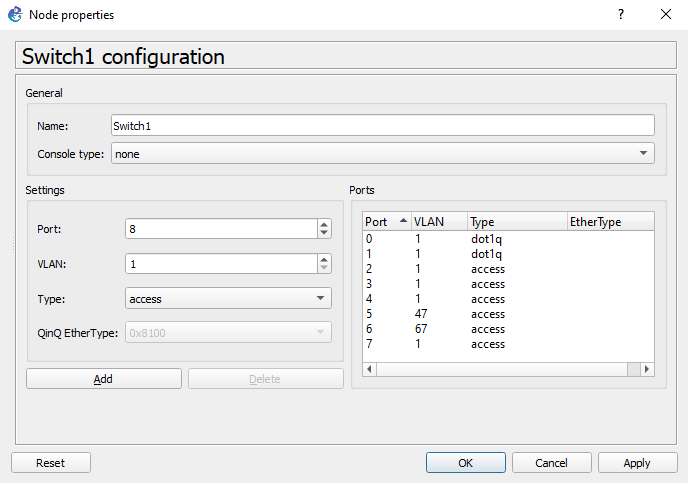 Node properties
Switch1 configuration
General
Name: Switch1
Console type: none
Settings
Port: 8
VLAN: 1
Type: access
QinQ EtherType: 0x8100
Add Delete
Ports
Port VLAN Type EtherType
0 1 dot1q
1 1 dot1q
2 1 access
3 1 access
4 1 access
5 47 access
6 67 access
7 1 access
Reset OK Cancel Apply